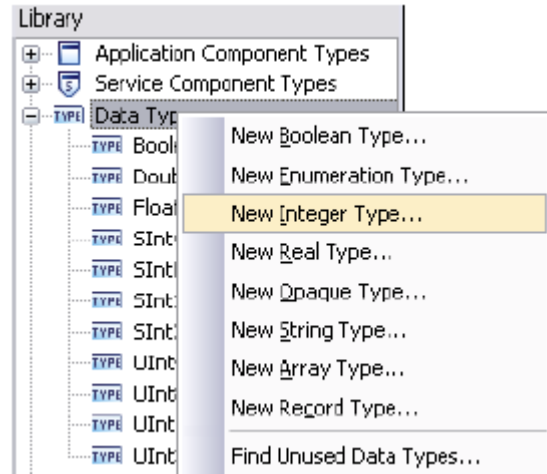 Library
Application Component Types
Service Component Types
TYPE Data Typ
TYPE Bool
TYPE Doub
TYPE Float
TYPE SInt
TYPE SInt
TYPE SInt
TYPE SInt
TYPE UInt
TYPE UInt
TYPE UInt
TYPE UInt
New Boolean Type...
New Enumeration Type...
New Integer Type...
New Real Type...
New Opaque Type...
New String Type...
New Array Type...
New Record Type...
Find Unused Data Types...